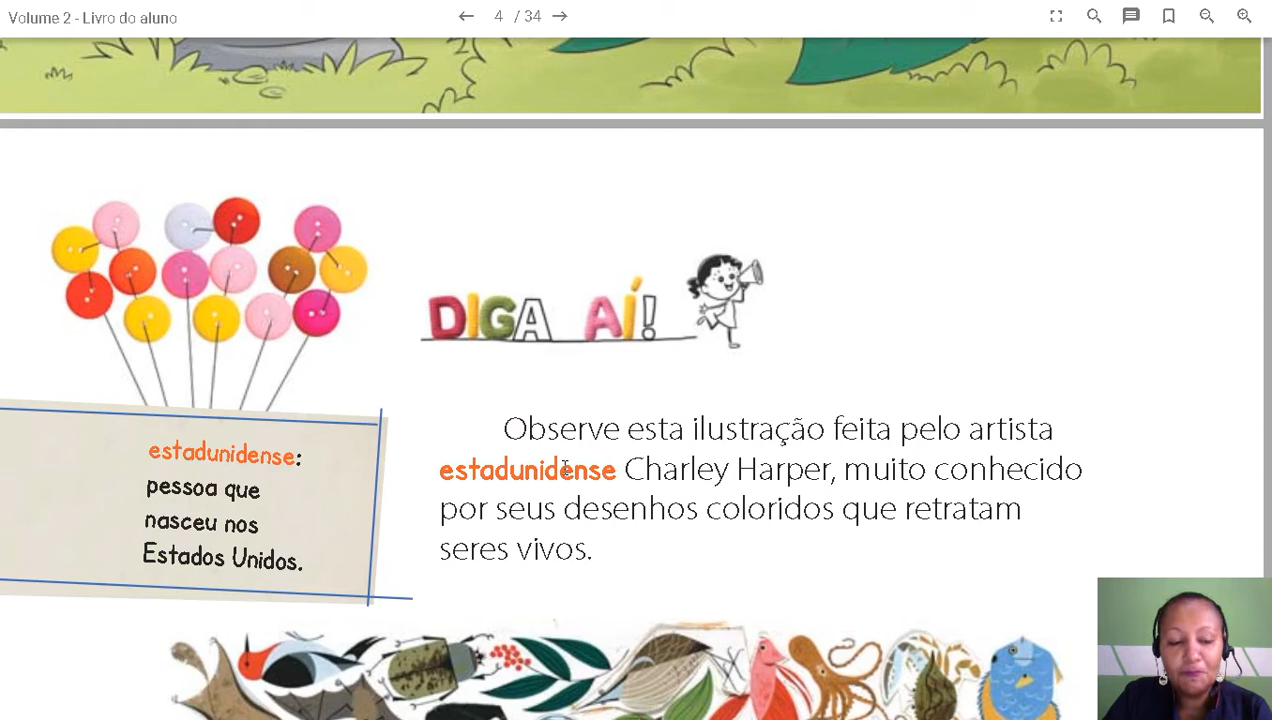 Volume 2 - Livro do aluno
4 / 34
DIGA AÍ!
estadunidense:
pessoa que
nasceu nos
Estados Unidos.
Observe esta ilustração feita pelo artista
estadunidense Charley Harper, muito conhecido
por seus desenhos coloridos que retratam
seres vivos.